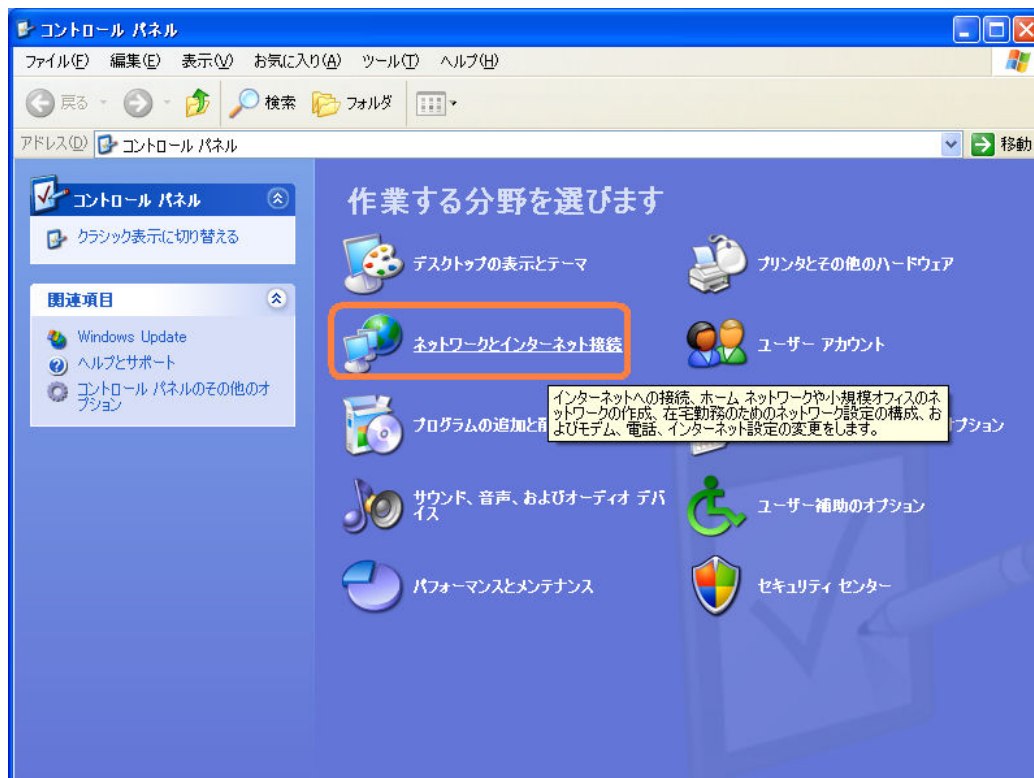 コントロール パネル
ファイル(F) 編集(E) 表示(V) お気に入り(A) ツール(T) ヘルプ(H)
戻る 検索 フォルダ
アドレス(D) コントロール パネル 移動
コントロール パネル
クラシック表示に切り替える
関連項目
Windows Update
ヘルプとサポート
コントロール パネルのその他のオ
プション
作業する分野を選びます
デスクトップの表示とテーマ
プリンタとその他のハードウェア
ネットワークとインターネット接続
ユーザー アカウント
インターネットへの接続、ホーム ネットワークや小規模オフィスのネ
ットワークの作成、在宅勤務のためのネットワーク設定の構成、お
よびモデム、電話、インターネット設定の変更をします。
プログラムの追加と
プション
サウンド、音声、およびオーディオ デバ
イス
ユーザー補助のオプション
パフォーマンスとメンテナンス
セキュリティ センター